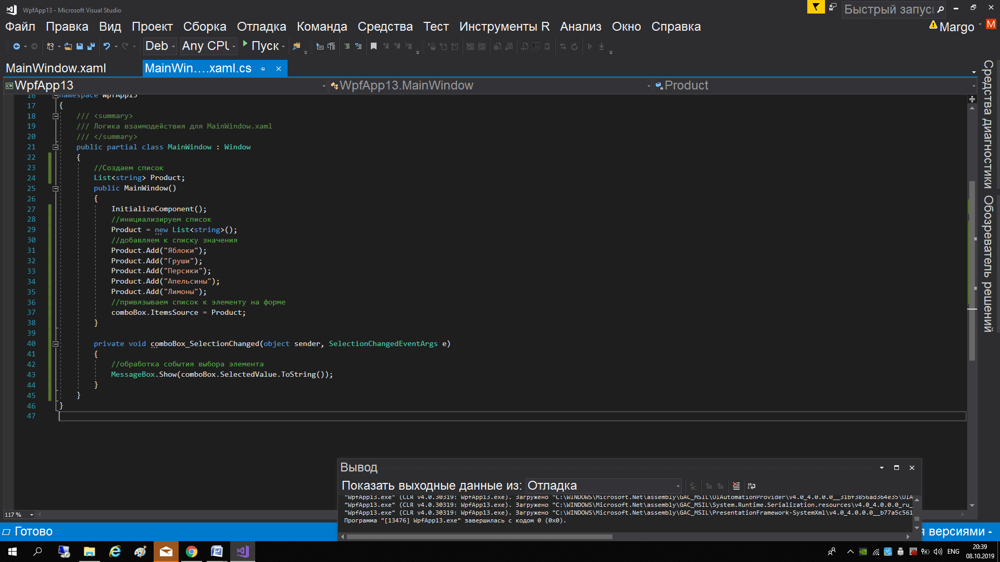 WpfApp13 - Microsoft Visual Studio
Быстрый запус
Файл Правка Вид Проект Сборка Отладка Команда Средства Тест Инструменты R Анализ Окно Справка
Margo M
Deb Any CPU Пуск
MainWindow.xaml MainWin....xaml.cs
WpfApp13 WpfApp13.MainWindow Product
16 namespace WpfApp13
17 {
18 /// <summary>
19 /// Логика взаимодействия для MainWindow.xaml
20 /// </summary>
21 public partial class MainWindow : Window
22 {
23 //Создаем список
24 List<string> Product;
25 public MainWindow()
26 {
27 InitializeComponent();
28 //инициализируем список
29 Product = new List<string>();
30 //добавляем к списку значения
31 Product.Add("Яблоки");
32 Product.Add("Груши");
33 Product.Add("Персики");
34 Product.Add("Апельсины");
35 Product.Add("Лимоны");
36 //привязываем список к элементу на форме
37 comboBox.ItemsSource = Product;
38 }
39
40 private void comboBox_SelectionChanged(object sender, SelectionChangedEventArgs e)
41 {
42 //обработка события выбора элемента
43 MessageBox.Show(comboBox.SelectedValue.ToString());
44 }
45 }
46 }
47
Средства диагностики
Обозреватель решений
Вывод
Показать выходные данные из: Отладка
"WpfApp13.exe" (CLR v4.0.30319: WpfApp13.exe). Загружено "C:\WINDOWS\Microsoft.Net\assembly\GAC_MSIL\UIAutomationProvider\v4.0_4.0.0.0__31bf3856ad364e35\UIA
"WpfApp13.exe" (CLR v4.0.30319: WpfApp13.exe). Загружено "C:\WINDOWS\Microsoft.Net\assembly\GAC_MSIL\System.Runtime.Serialization.resources\v4.0_4.0.0.0_ru_
"WpfApp13.exe" (CLR v4.0.30319: WpfApp13.exe). Загружено "C:\WINDOWS\Microsoft.Net\assembly\GAC_MSIL\PresentationFramework-SystemXml\v4.0_4.0.0.0__b77a5c561
Программа "[13476] WpfApp13.exe" завершилась с кодом 0 (0x0).
117 %
Готово
я версиями
ENG
20:39
08.10.2019